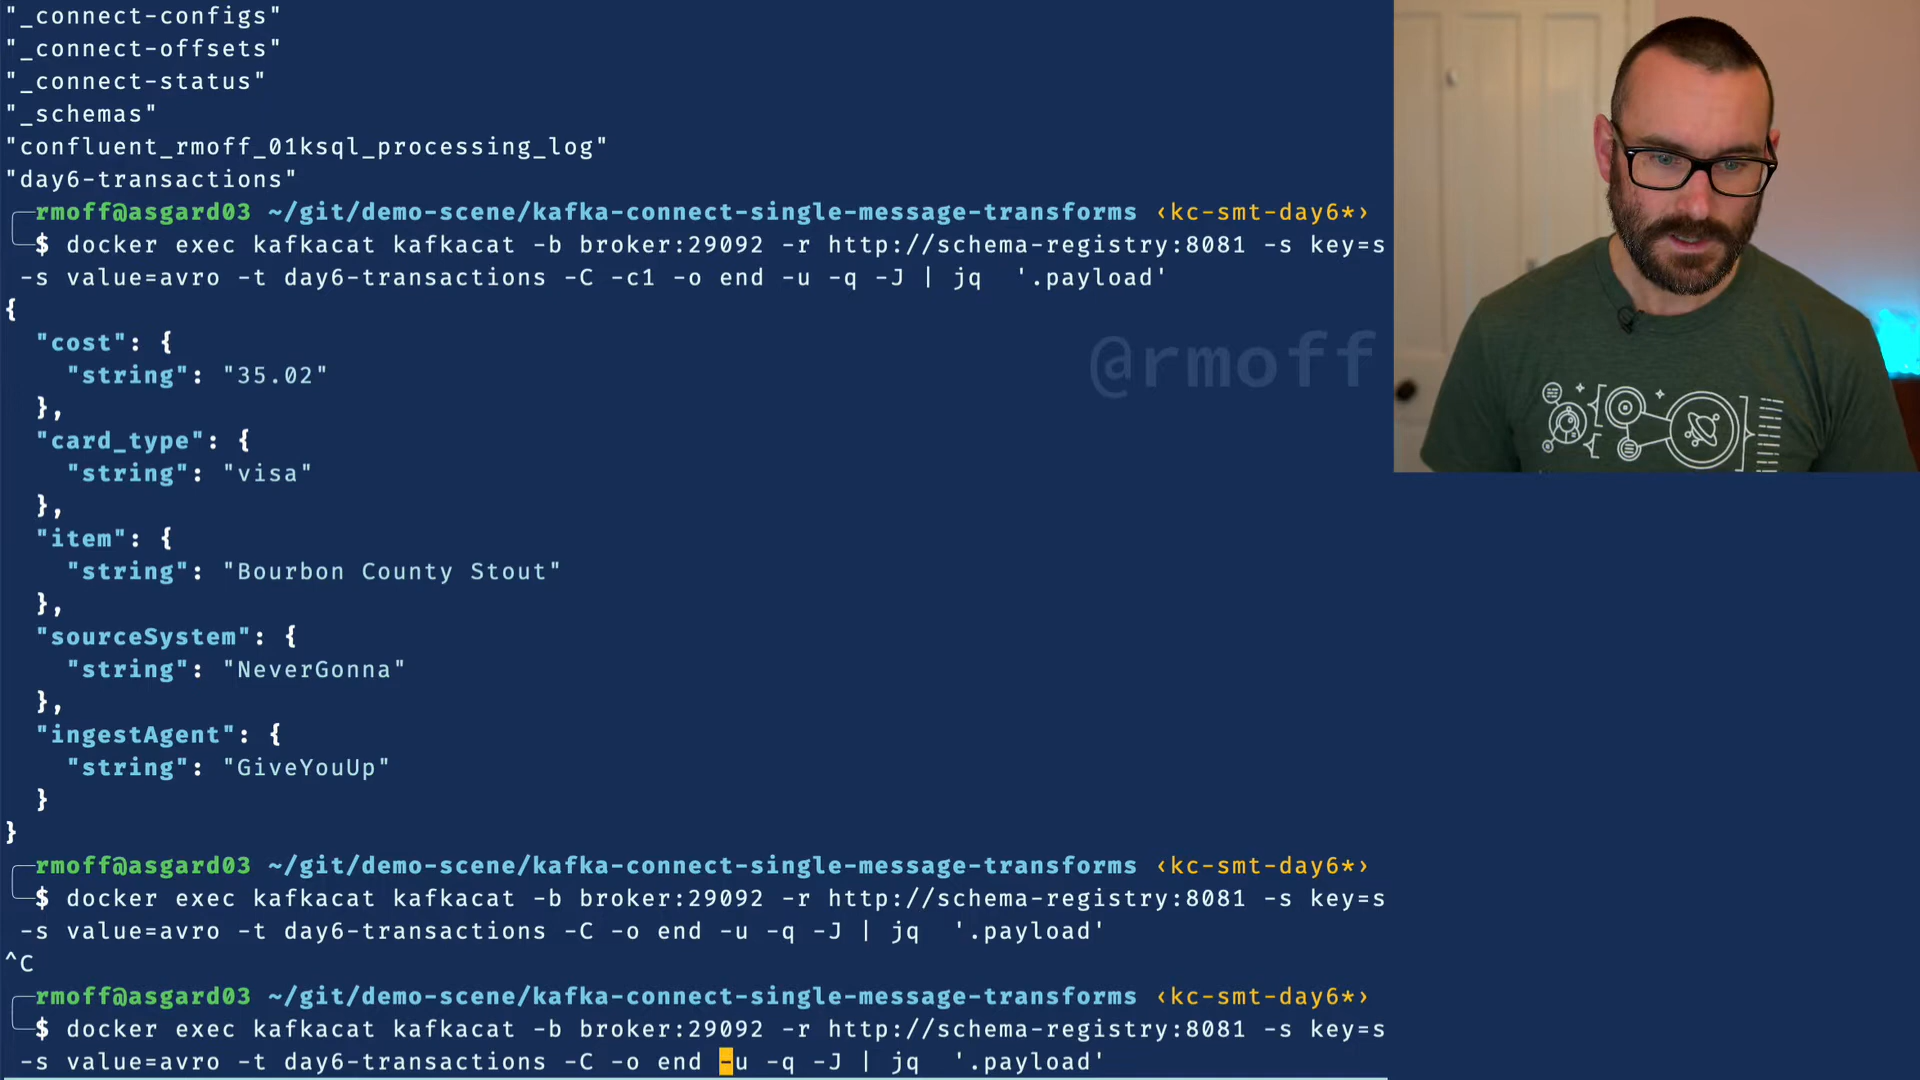 "_connect-configs"
"_connect-offsets"
"_connect-status"
"_schemas"
"confluent_rmoff_01ksql_processing_log"
"day6-transactions"
rmoff@asgard03 ~/git/demo-scene/kafka-connect-single-message-transforms ‹kc-smt-day6*›
$ docker exec kafkacat kafkacat -b broker:29092 -r http://schema-registry:8081 -s key=s
-s value=avro -t day6-transactions -C -c1 -o end -u -q -J | jq  '.payload'
{
"cost": {
"string": "35.02"
},
"card_type": {
"string": "visa"
},
"item": {
"string": "Bourbon County Stout"
},
"sourceSystem": {
"string": "NeverGonna"
},
"ingestAgent": {
"string": "GiveYouUp"
}
}
rmoff@asgard03 ~/git/demo-scene/kafka-connect-single-message-transforms ‹kc-smt-day6*›
$ docker exec kafkacat kafkacat -b broker:29092 -r http://schema-registry:8081 -s key=s
-s value=avro -t day6-transactions -C -o end -u -q -J | jq  '.payload'
^C
rmoff@asgard03 ~/git/demo-scene/kafka-connect-single-message-transforms ‹kc-smt-day6*›
$ docker exec kafkacat kafkacat -b broker:29092 -r http://schema-registry:8081 -s key=s
-s value=avro -t day6-transactions -C -o end -u -q -J | jq  '.payload'
@rmoff